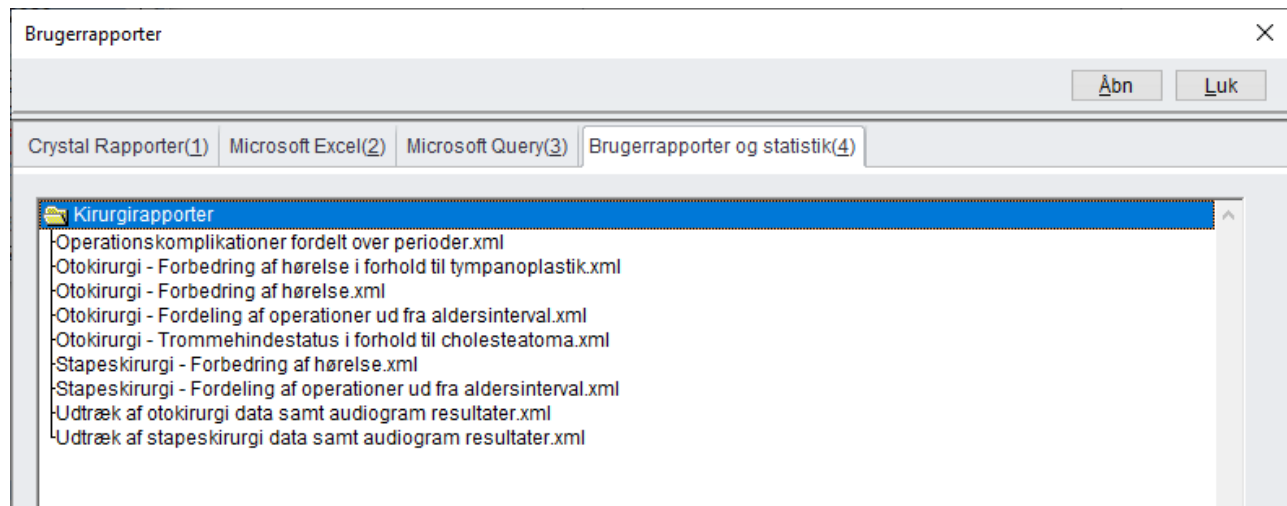 Brugerrapporter
Åbn Luk
Crystal Rapporter(1) Microsoft Excel(2) Microsoft Query(3) Brugerrapporter og statistik(4)
Kirurgirapporter
Operationskomplikationer fordelt over perioder.xml
Otokirurgi - Forbedring af hørelse i forhold til tympanoplastik.xml
Otokirurgi - Forbedring af hørelse.xml
Otokirurgi - Fordeling af operationer ud fra aldersinterval.xml
Otokirurgi - Trommehindestatus i forhold til cholesteatoma.xml
Stapeskirurgi - Forbedring af hørelse.xml
Stapeskirurgi - Fordeling af operationer ud fra aldersinterval.xml
Udtræk af otokirurgi data samt audiogram resultater.xml
Udtræk af stapeskirurgi data samt audiogram resultater.xml